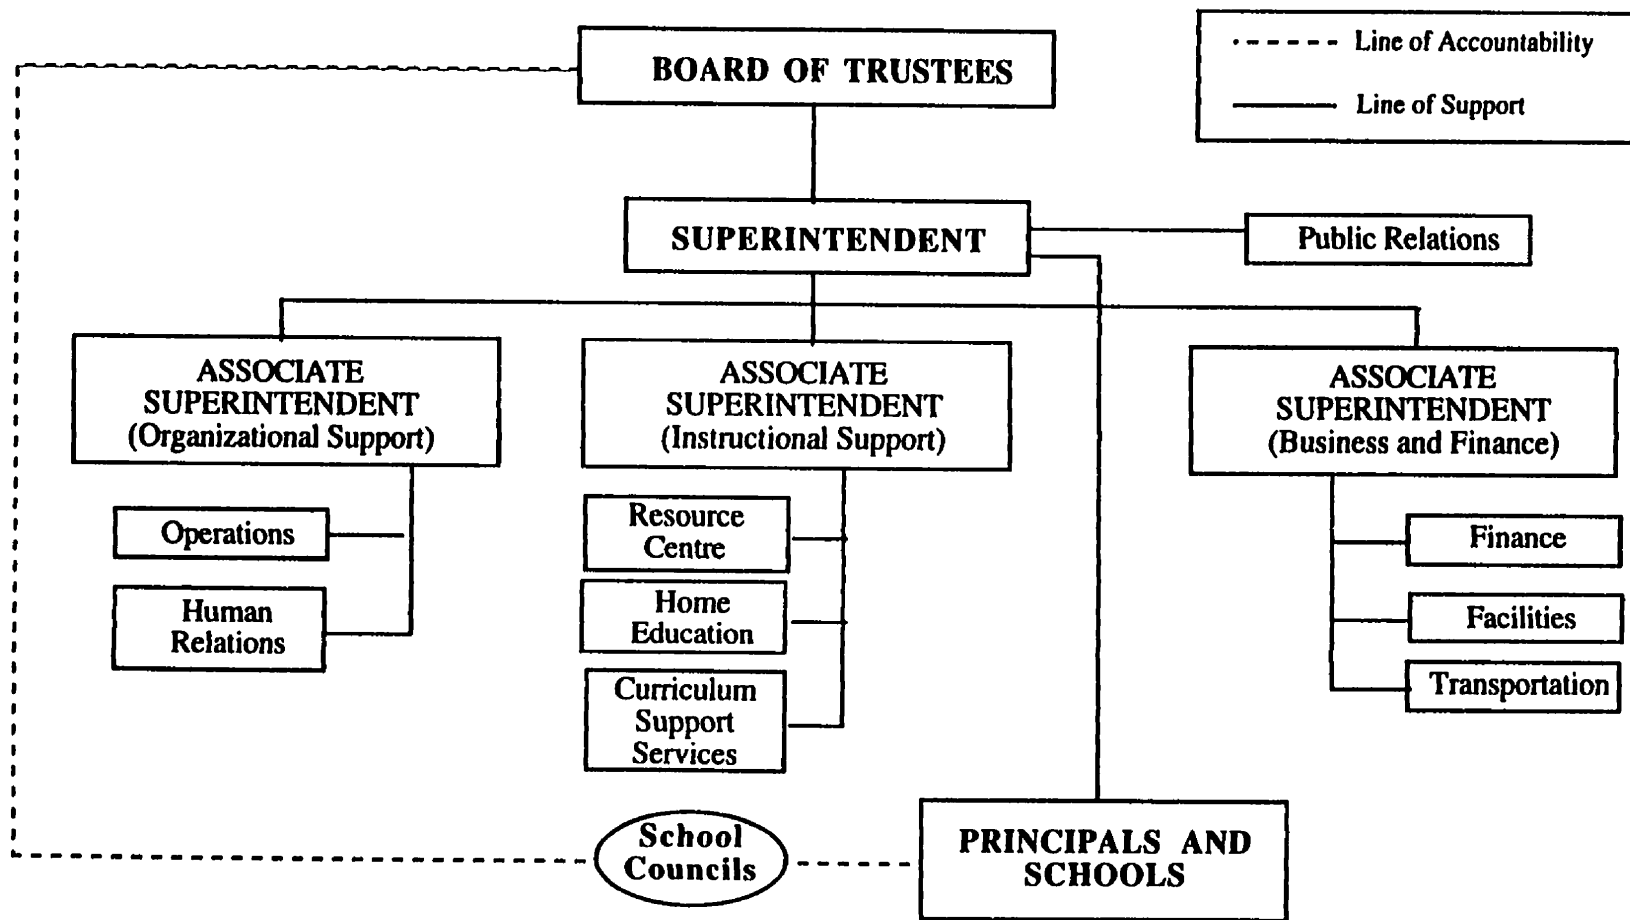 BOARD OF TRUSTEES
Line of Accountability
Line of Support
SUPERINTENDENT
Public Relations
ASSOCIATE
SUPERINTENDENT
(Organizational Support)
ASSOCIATE
SUPERINTENDENT
(Instructional Support)
ASSOCIATE
SUPERINTENDENT
(Business and Finance)
Operations
Human
Relations
Resource
Centre
Home
Education
Curriculum
Support
Services
Finance
Facilities
Transportation
School
Councils
PRINCIPALS AND
SCHOOLS